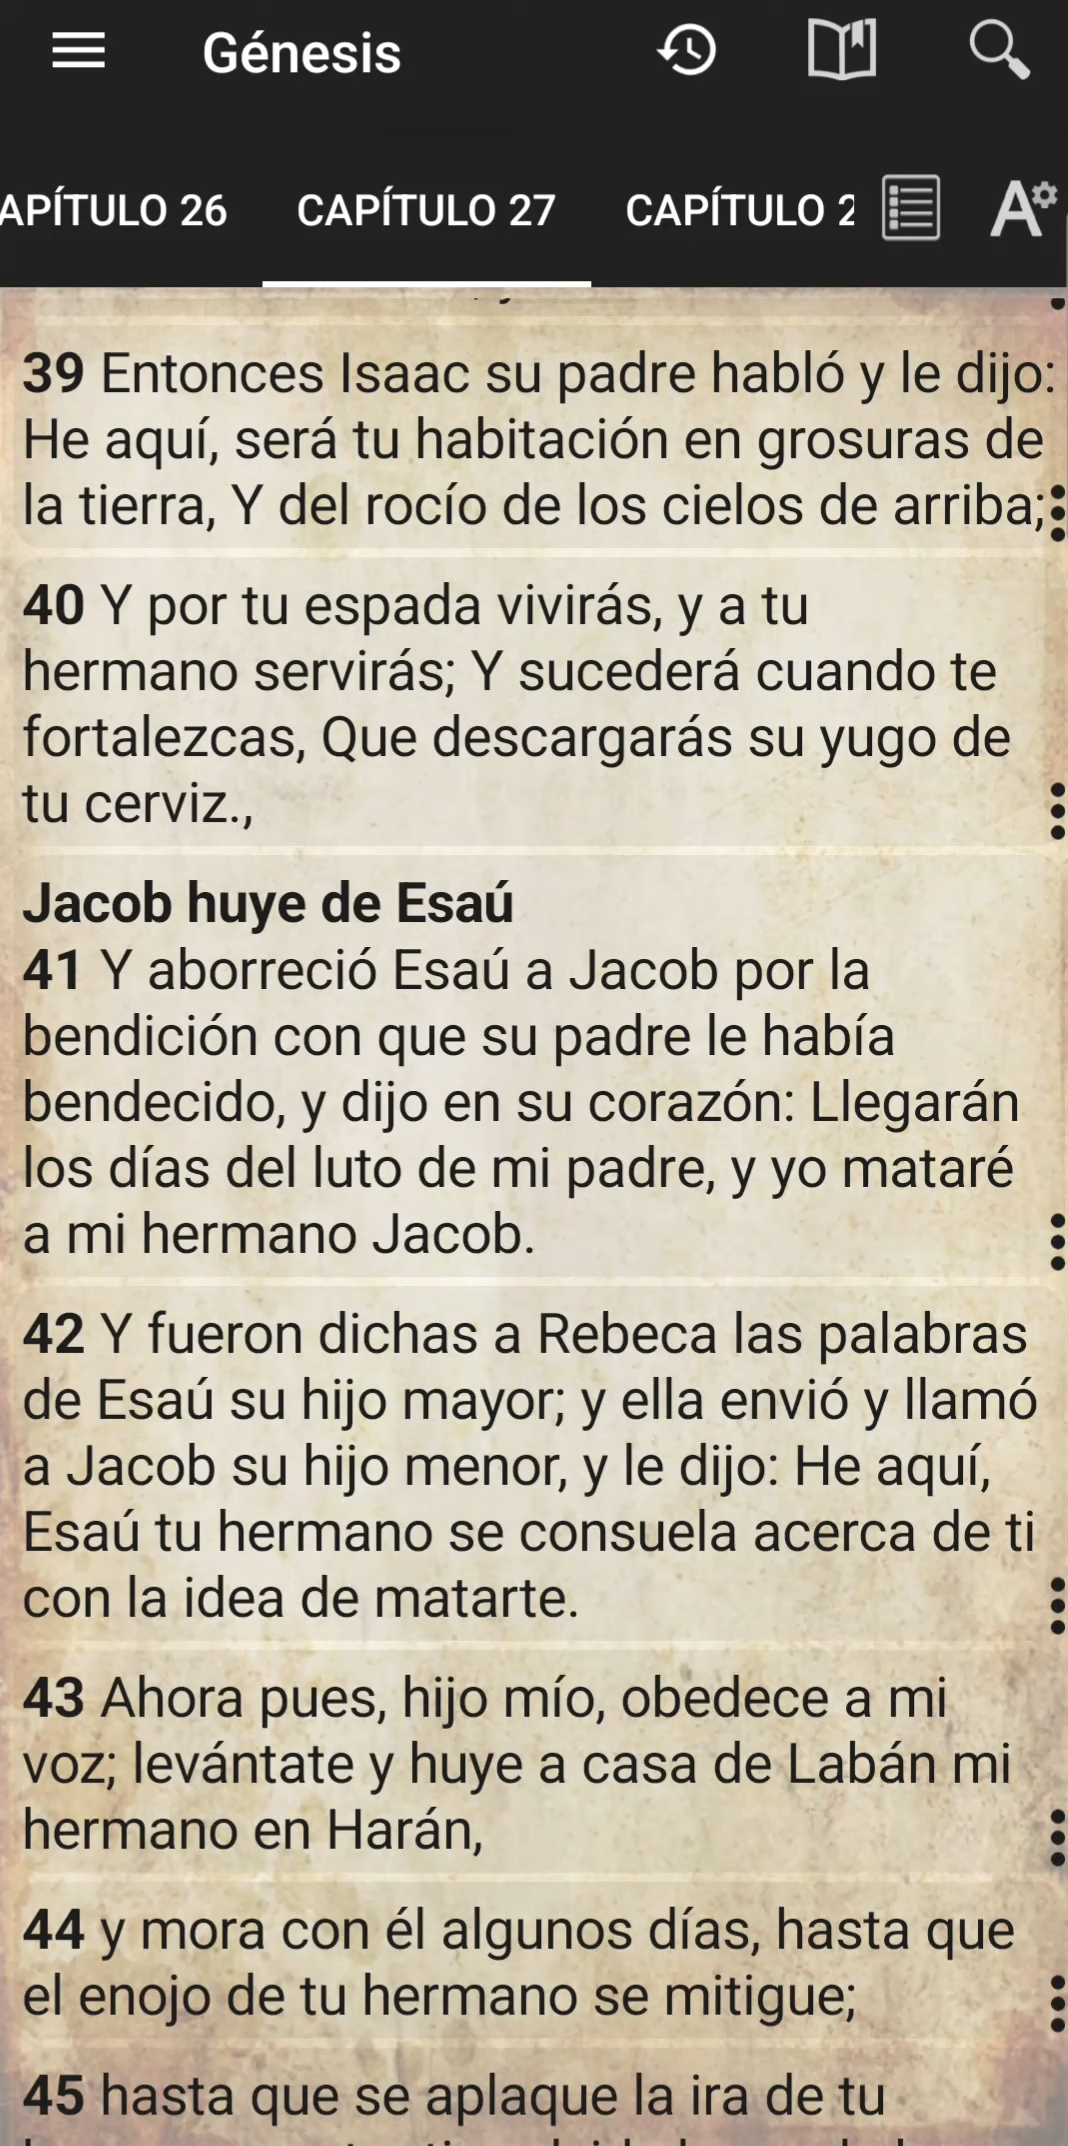 Génesis
APÍTULO 26 CAPÍTULO 27 CAPÍTULO 2
39 Entonces Isaac su padre habló y le dijo:
He aquí, será tu habitación en grosuras de
la tierra, Y del rocío de los cielos de arriba;
40 Y por tu espada vivirás, y a tu
hermano servirás; Y sucederá cuando te
fortalezcas, Que descargarás su yugo de
tu cerviz.,
Jacob huye de Esaú
41 Y aborreció Esaú a Jacob por la
bendición con que su padre le había
bendecido, y dijo en su corazón: Llegarán
los días del luto de mi padre, y yo mataré
a mi hermano Jacob.
42 Y fueron dichas a Rebeca las palabras
de Esaú su hijo mayor; y ella envió y llamó
a Jacob su hijo menor, y le dijo: He aquí,
Esaú tu hermano se consuela acerca de ti
con la idea de matarte.
43 Ahora pues, hijo mío, obedece a mi
voz; levántate y huye a casa de Labán mi
hermano en Harán,
44 y mora con él algunos días, hasta que
el enojo de tu hermano se mitigue;
45 hasta que se aplaque la ira de tu